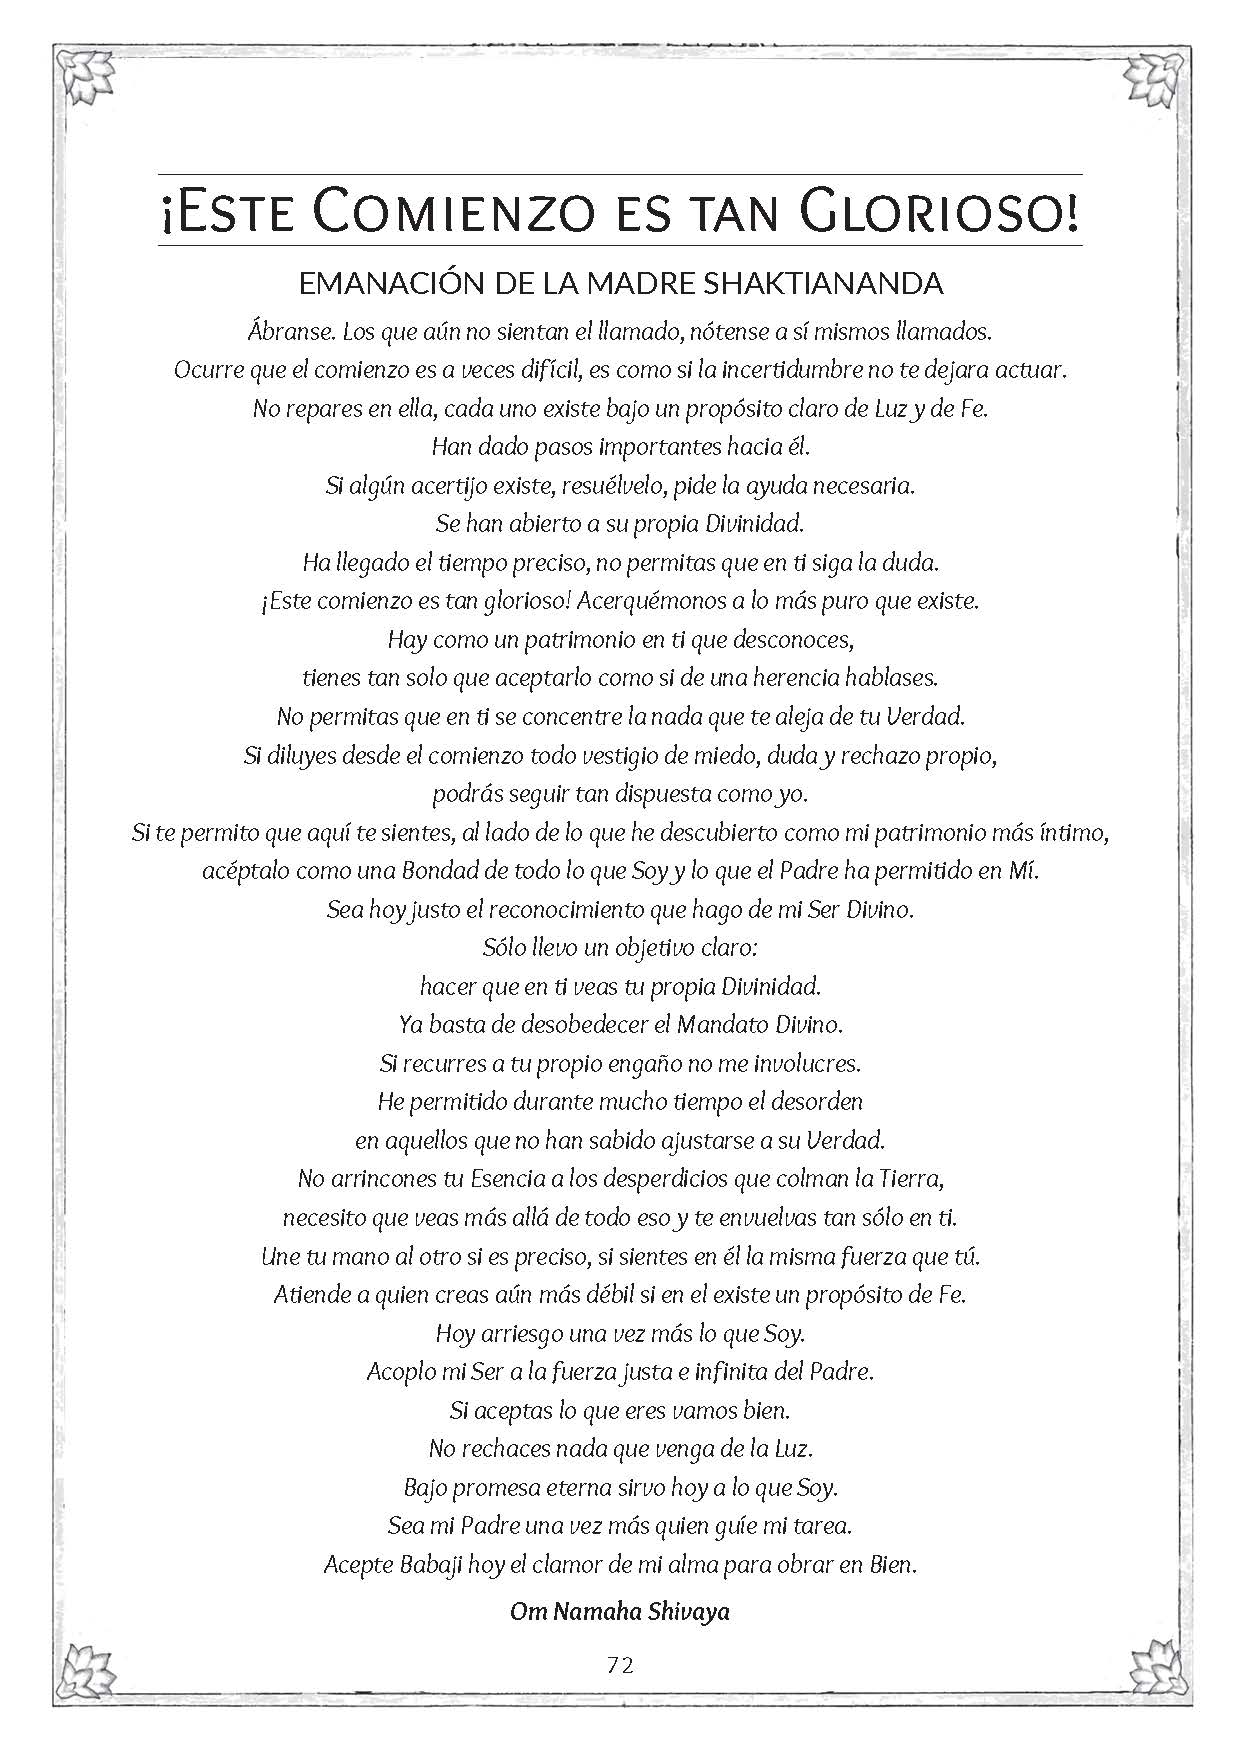 ¡Este Comienzo es tan Glorioso!
EMANACIÓN DE LA MADRE SHAKTIANANDA
Ábranse. Los que aún no sientan el llamado, nótense a sí mismos llamados.
Ocurre que el comienzo es a veces difícil, es como si la incertidumbre no te dejara actuar.
No repares en ella, cada uno existe bajo un propósito claro de Luz y de Fe.
Han dado pasos importantes hacia él.
Si algún acertijo existe, resuélvelo, pide la ayuda necesaria.
Se han abierto a su propia Divinidad.
Ha llegado el tiempo preciso, no permitas que en ti siga la duda.
¡Este comienzo es tan glorioso! Acerquémonos a lo más puro que existe.
Hay como un patrimonio en ti que desconoces,
tienes tan solo que aceptarlo como si de una herencia hablases.
No permitas que en ti se concentre la nada que te aleja de tu Verdad.
Si diluyes desde el comienzo todo vestigio de miedo, duda y rechazo propio,
podrás seguir tan dispuesta como yo.
Si te permito que aquí te sientes, al lado de lo que he descubierto como mi patrimonio más íntimo,
acéptalo como una Bondad de todo lo que Soy y lo que el Padre ha permitido en Mí.
Sea hoy justo el reconocimiento que hago de mi Ser Divino.
Sólo llevo un objetivo claro:
hacer que en ti veas tu propia Divinidad.
Ya basta de desobedecer el Mandato Divino.
Si recurres a tu propio engaño no me involucres.
He permitido durante mucho tiempo el desorden
en aquellos que no han sabido ajustarse a su Verdad.
No arrincones tu Esencia a los desperdicios que colman la Tierra,
necesito que veas más allá de todo eso y te envuelvas tan sólo en ti.
Une tu mano al otro si es preciso, si sientes en él la misma fuerza que tú.
Atiende a quien creas aún más débil si en el existe un propósito de Fe.
Hoy arriesgo una vez más lo que Soy.
Acoplo mi Ser a la fuerza justa e infinita del Padre.
Si aceptas lo que eres vamos bien.
No rechaces nada que venga de la Luz.
Bajo promesa eterna sirvo hoy a lo que Soy.
Sea mi Padre una vez más quien guíe mi tarea.
Acepte Babaji hoy el clamor de mi alma para obrar en Bien.
Om Namaha Shivaya
72